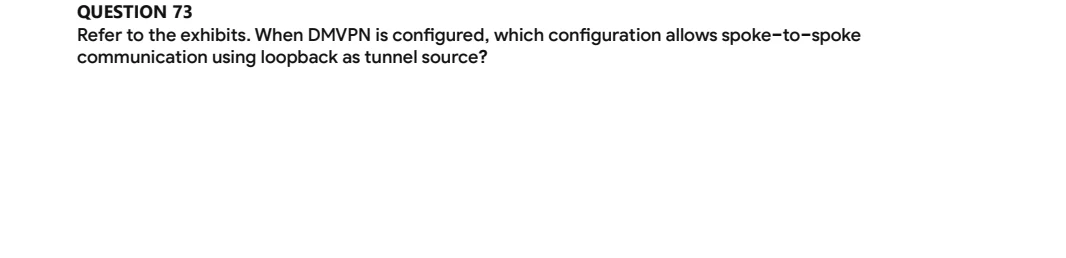 QUESTION 73
Refer to the exhibits. When DMVPN is configured, which configuration allows spoke-to-spoke
communication using loopback as tunnel source?